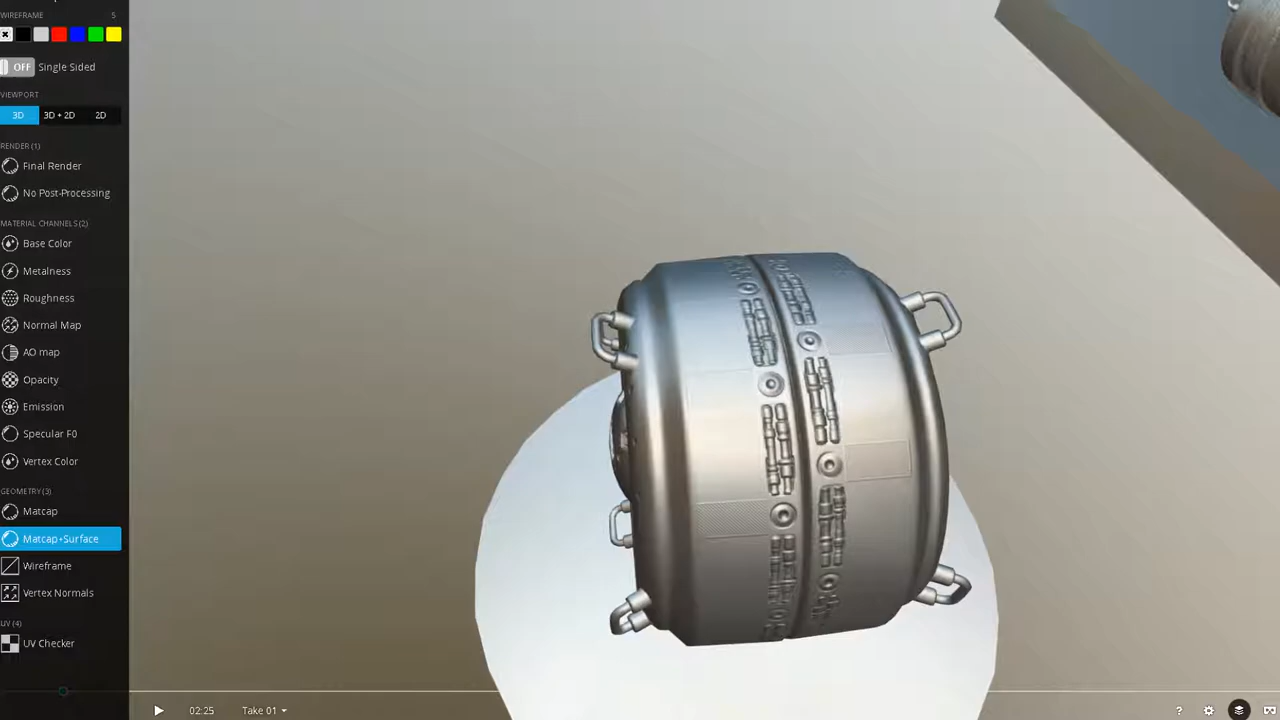 WIREFRAME S
OFF Single Sided
VIEWPORT
3D 3D + 2D 2D
RENDER (1)
Final Render
No Post-Processing
MATERIAL CHANNELS (2)
Base Color
Metalness
Roughness
Normal Map
AO map
Opacity
Emission
Specular F0
Vertex Color
GEOMETRY (3)
Matcap
Matcap+Surface
Wireframe
Vertex Normals
UV (4)
UV Checker
02:25 Take 01 ?